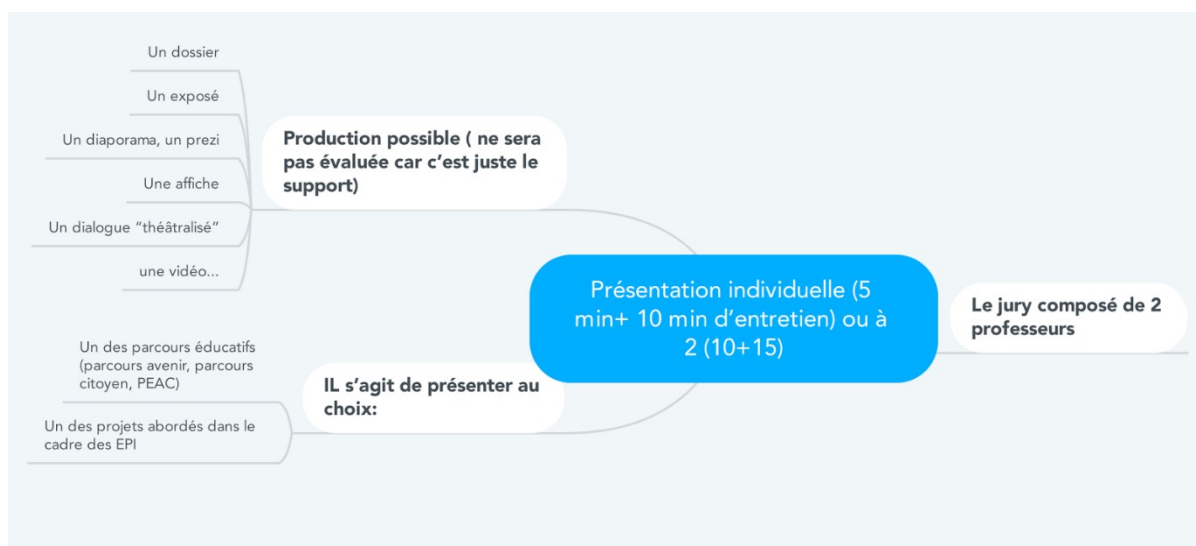 Un dossier
Un exposé
Un diaporama, un prezi
Une affiche
Un dialogue “théâtralisé”
une vidéo...
Production possible ( ne sera
pas évaluée car c’est juste le
support)
Présentation individuelle (5
min+ 10 min d’entretien) ou à
2 (10+15)
Le jury composé de 2
professeurs
Un des parcours éducatifs
(parcours avenir, parcours
citoyen, PEAC)
Un des projets abordés dans le
cadre des EPI
IL s’agit de présenter au
choix: